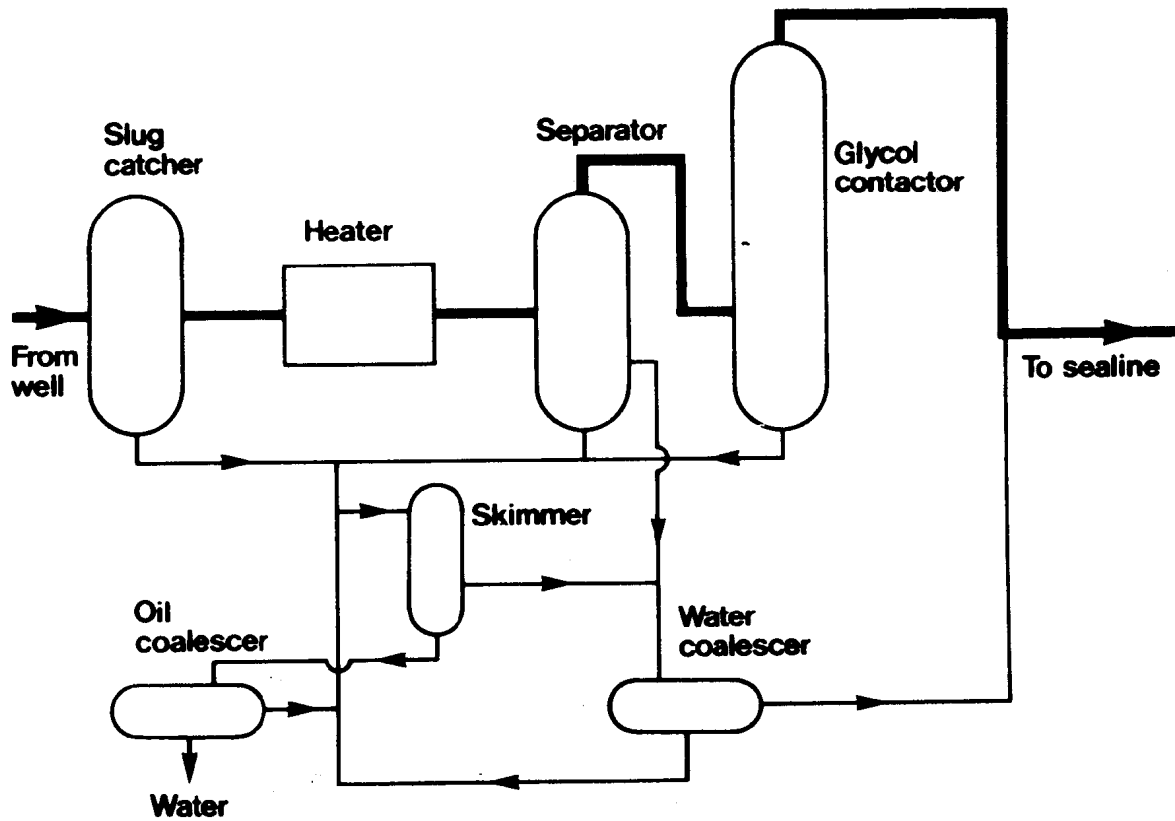 Slug
catcher
Heater
Separator
Glycol
contactor
From
well
To sealine
Skimmer
Oil
coalescer
Water
coalescer
Water